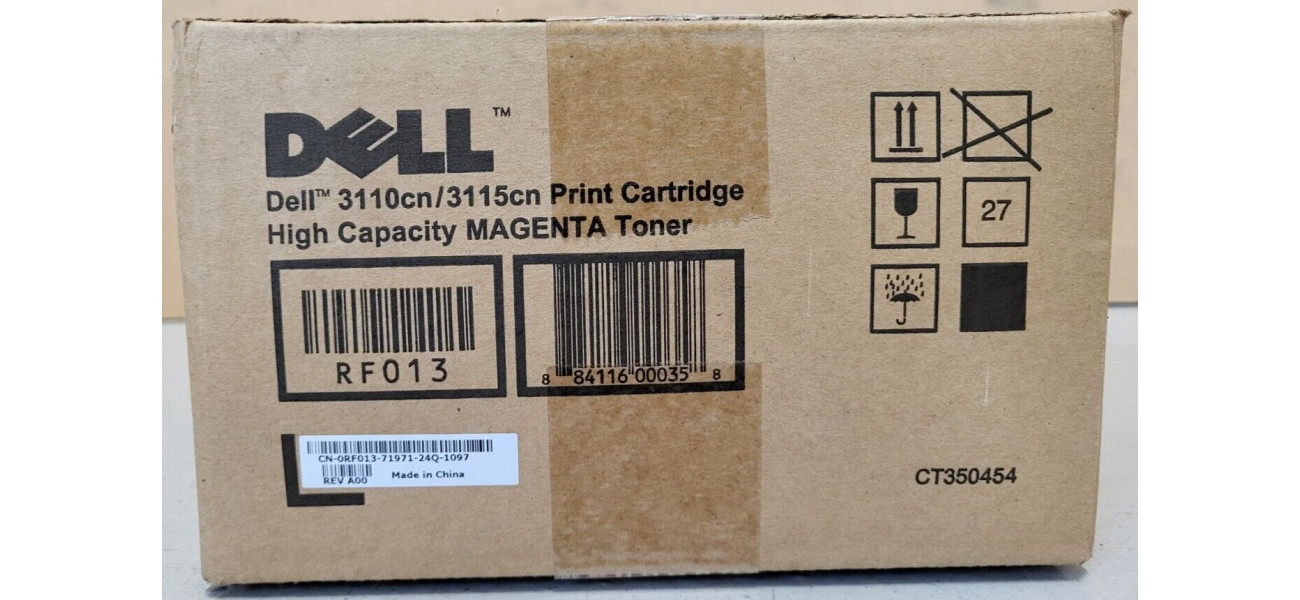 DELL™
Dell™ 3110cn/3115cn Print Cartridge
High Capacity MAGENTA Toner
RF013
8 84116 00035 8
27
CN-0RF013-71971-24Q-1097
REV A00 Made in China
CT350454